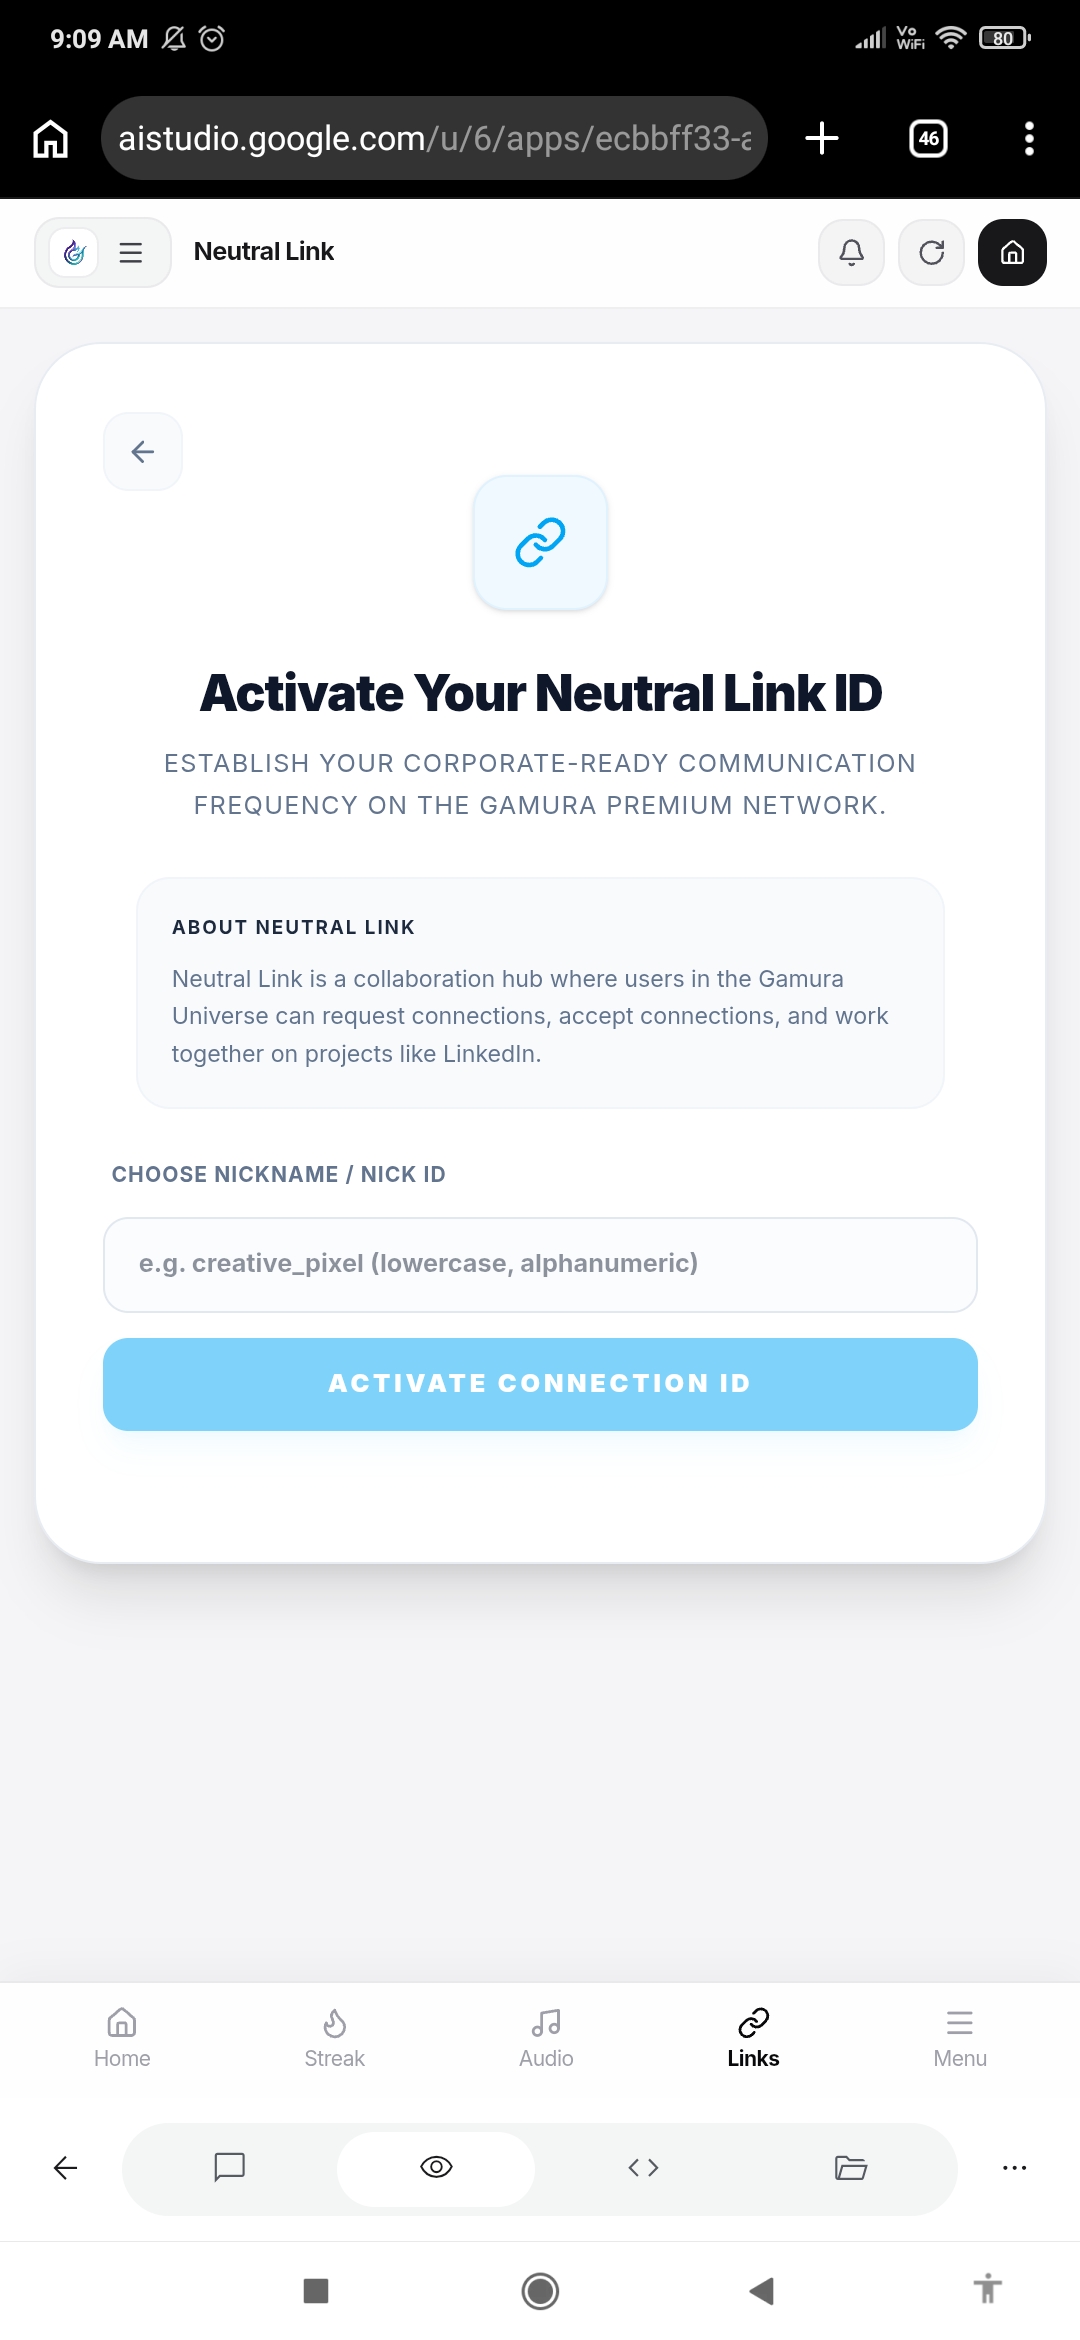 9:09 AM
Vo
WiFi
80
aistudio.google.com/u/6/apps/ecbbff33-a
46
Neutral Link
Activate Your Neutral Link ID
ESTABLISH YOUR CORPORATE-READY COMMUNICATION
FREQUENCY ON THE GAMURA PREMIUM NETWORK.
ABOUT NEUTRAL LINK
Neutral Link is a collaboration hub where users in the Gamura
Universe can request connections, accept connections, and work
together on projects like LinkedIn.
CHOOSE NICKNAME / NICK ID
e.g. creative_pixel (lowercase, alphanumeric)
ACTIVATE CONNECTION ID
Home
Streak
Audio
Links
Menu